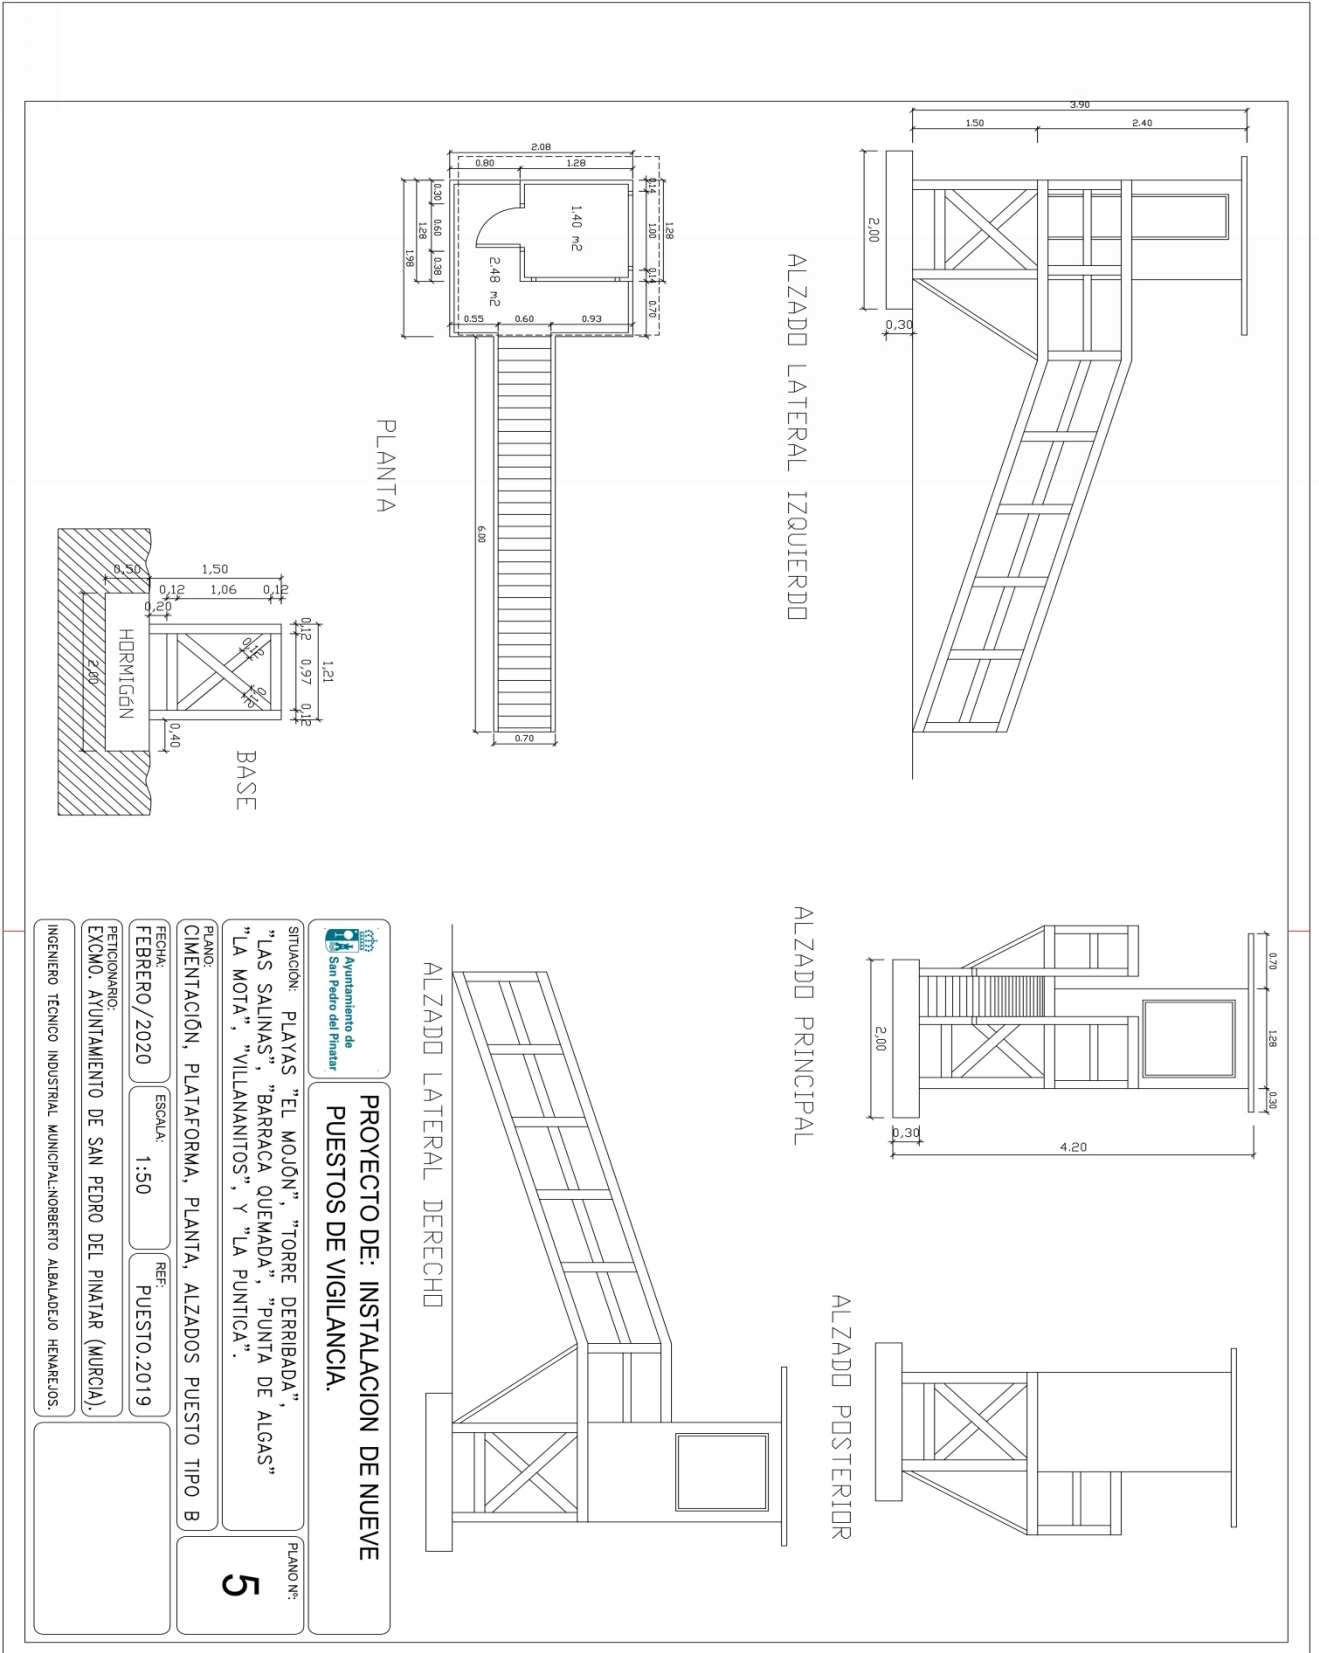 3.90
1.50
2.40
2,00
0,30
ALZADO LATERAL IZQUIERDO
0.70
1.28
0.30
2,00
0,30
4.20
ALZADO PRINCIPAL
ALZADO POSTERIOR
2.08
0.80
1.28
0.14
1.00
0.14
1.28
0.70
0.30
0.60
0.38
1.28
1.98
1.40 m2
2.48 m2
0.55
0.60
0.93
6.00
0.70
PLANTA
ALZADO LATERAL DERECHO
0,50
1,50
0,12
1,06
0,12
0,20
0,12
0,97
0,12
1,21
0,12
0,12
0,40
HORMIGóN
2.00
BASE
Ayuntamiento de
San Pedro del Pinatar
PROYECTO DE: INSTALACION DE NUEVE
PUESTOS DE VIGILANCIA.
SITUACIÓN: PLAYAS "EL MOJÓN", "TORRE DERRIBADA",
"LAS SALINAS", "BARRACA QUEMADA", "PUNTA DE ALGAS"
"LA MOTA", "VILLANANITOS", Y "LA PUNTICA".
PLANO:
CIMENTACIÓN, PLATAFORMA, PLANTA, ALZADOS PUESTO TIPO B
PLANO Nº:
5
FECHA:
FEBRERO/2020
ESCALA:
1:50
REF:
PUESTO.2019
PETICIONARIO:
EXCMO. AYUNTAMIENTO DE SAN PEDRO DEL PINATAR (MURCIA).
INGENIERO TÉCNICO INDUSTRIAL MUNICIPAL:NORBERTO ALBALADEJO HENAREJOS.